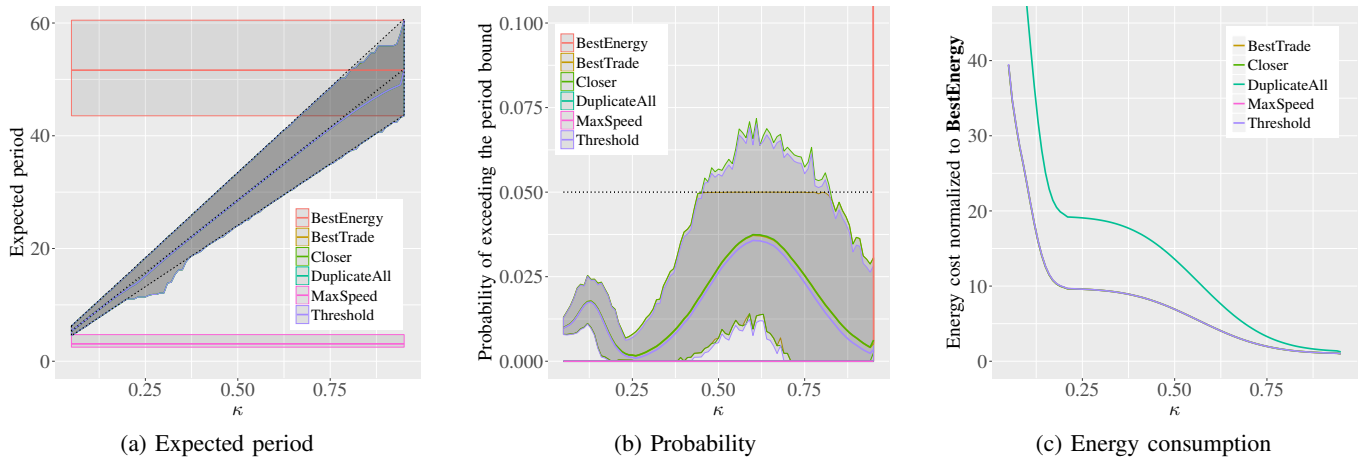 60
40
20
0
Expected period
0.25 0.50 0.75
κ
BestEnergy
BestTrade
Closer
DuplicateAll
MaxSpeed
Threshold
(a) Expected period
0.100
0.075
0.050
0.025
0.000
Probability of exceeding the period bound
0.25 0.50 0.75
κ
BestEnergy
BestTrade
Closer
DuplicateAll
MaxSpeed
Threshold
(b) Probability
40
30
20
10
0
Energy cost normalized to BestEnergy
0.25 0.50 0.75
κ
BestTrade
Closer
DuplicateAll
MaxSpeed
Threshold
(c) Energy consumption